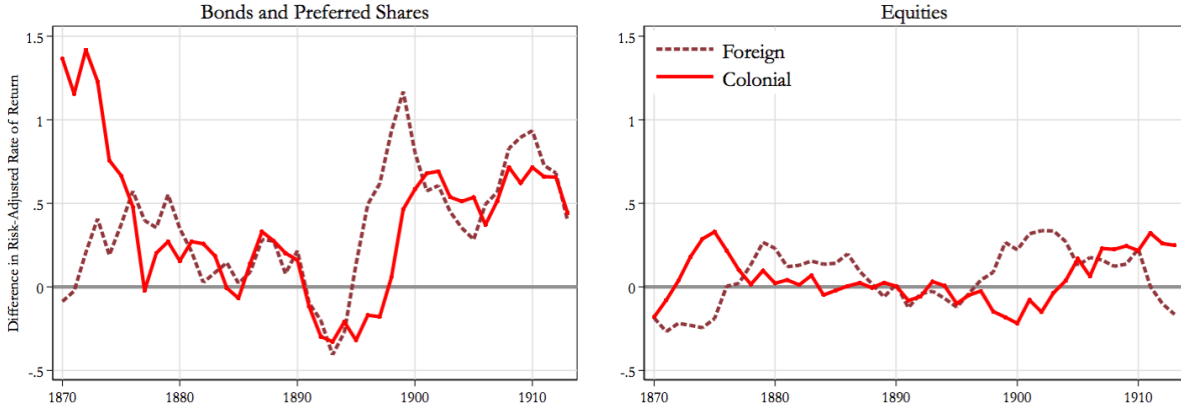 Bonds and Preferred Shares
Difference in Risk-Adjusted Rate of Return
1.5
1
.5
0
-.5
1870 1880 1890 1900 1910
Equities
1.5
1
.5
0
-.5
Foreign
Colonial
1870 1880 1890 1900 1910